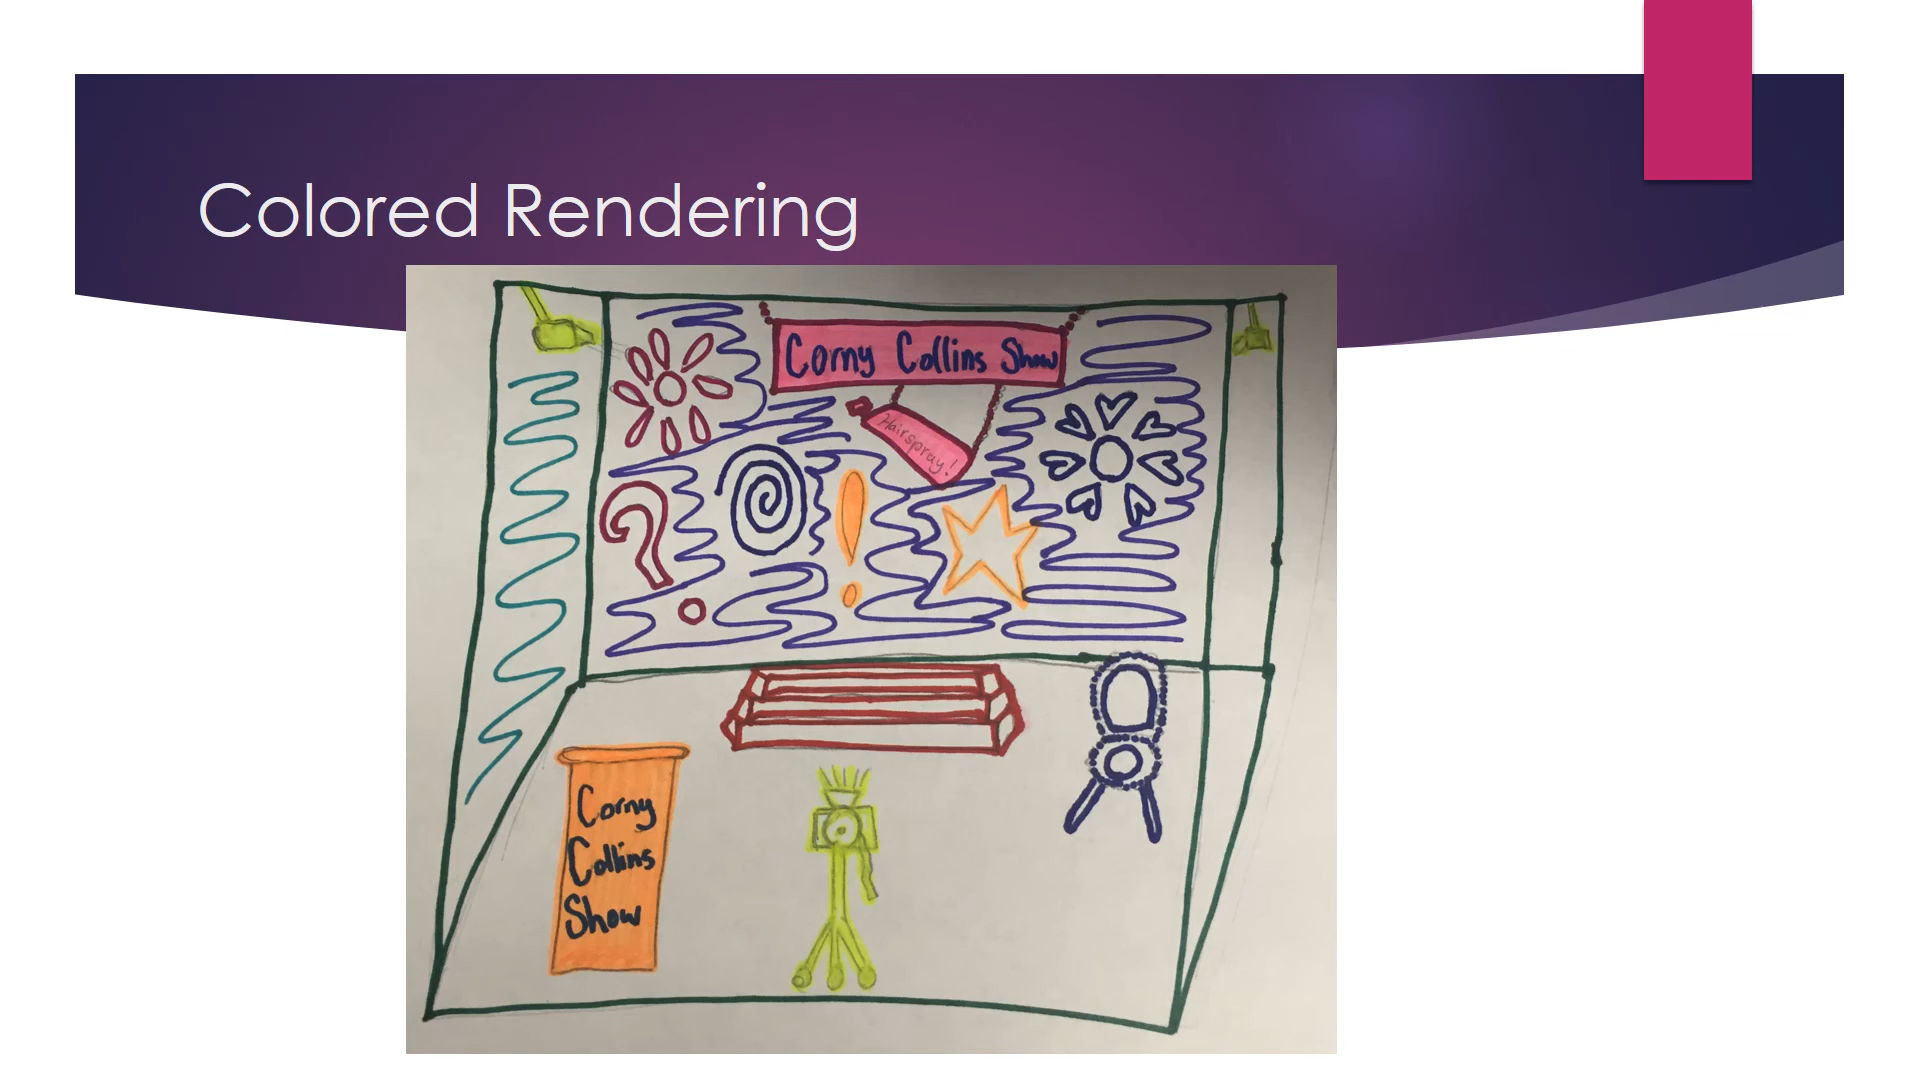 Colored Rendering
Corny Collins Show
Hairspray!
?
!
Corny
Collins
Show